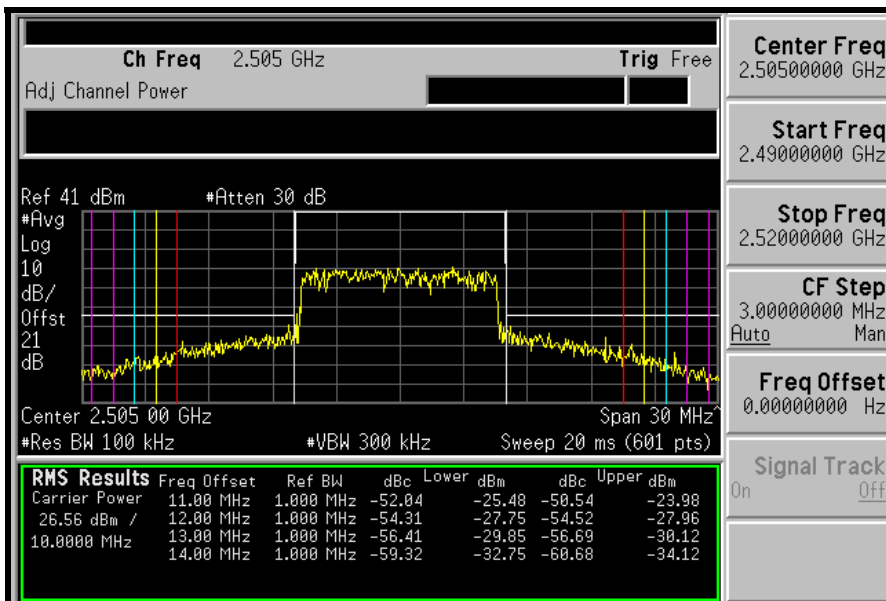 Ch Freq 2.505 GHz Trig Free
Adj Channel Power
Ref 41 dBm #Atten 30 dB
#Avg
Log
10
dB/
Offst
21
dB
Center 2.505 00 GHz Span 30 MHz^
#Res BW 100 kHz #VBW 300 kHz Sweep 20 ms (601 pts)
RMS Results Freq Offset Ref BW dBc Lower dBm dBc Upper dBm
Carrier Power 11.00 MHz 1.000 MHz -52.04 -25.48 -50.54 -23.98
26.56 dBm / 12.00 MHz 1.000 MHz -54.31 -27.75 -54.52 -27.96
10.0000 MHz 13.00 MHz 1.000 MHz -56.41 -29.85 -56.69 -30.12
14.00 MHz 1.000 MHz -59.32 -32.75 -60.68 -34.12
Center Freq
2.50500000 GHz
Start Freq
2.49000000 GHz
Stop Freq
2.52000000 GHz
CF Step
3.00000000 MHz
Auto Man
Freq Offset
0.00000000 Hz
Signal Track
On Off